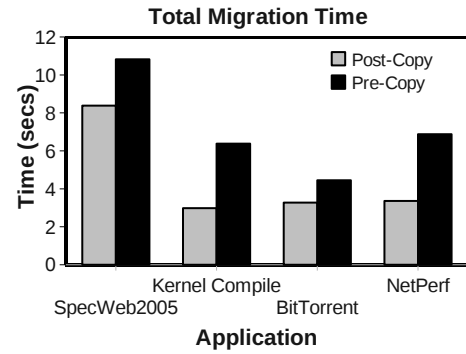 Total Migration Time
12
10
8
6
4
2
0
Time (secs)
Post-Copy
Pre-Copy
Kernel Compile
NetPerf
SpecWeb2005
BitTorrent
Application